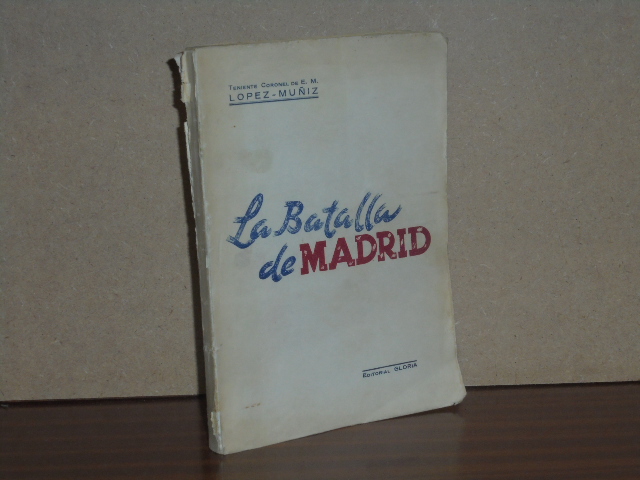 TENIENTE CORONEL DE E. M.
LOPEZ-MUÑIZ
La Batalla
de MADRID
EDITORIAL GLORIA